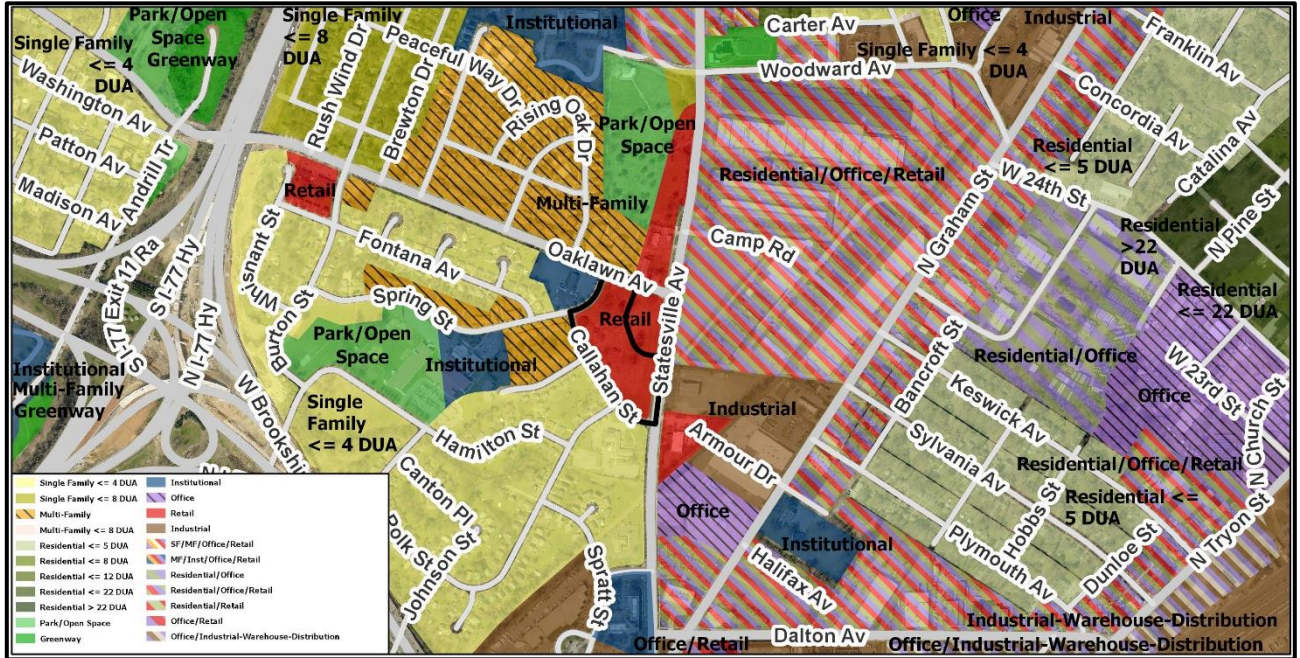 Park/Open
Space
Greenway
Single Family
<= 4
DUA
Single Family
<= 8
DUA
Institutional
Office
Industrial
Carter Av
Single Family <= 4
DUA
Woodward Av
Franklin Av
Concordia Av
Catalina Av
Washington Av
Patton Av
Madison Av
Andrill Tr
Rush Wind Dr
Brewton Dr
Peaceful Way Dr
Rising Oak Dr
Park/Open
Space
Residential/Office/Retail
Residential
<= 5 DUA
W 24th St
N Graham St
N Pine St
Retail
Multi-Family
Camp Rd
Residential
>22
DUA
Whisnant St
Fontana Av
Oaklawn Av
Statesville Av
Residential
<= 22 DUA
I-77/Exit 11 Ra
S I-77 Hy
N I-77 Hy
I-77/I S
Burton St
Spring St
Park/Open
Space
Institutional
Retail
Callahan St
Bancroft St
Residential/Office
W 23rd St
N Church St
Office
Institutional
Multi-Family
Greenway
W Brookshi
Single
Family
<= 4 DUA
Hamilton St
Industrial
Armour Dr
Keswick Av
Sylvania Av
Residential/Office/Retail
Residential <=
5 DUA
Canton Pl
Polk St
Johnson St
Spratt St
Office
Institutional
Halifax Av
Hobbs St
Plymouth Av
Dunloe St
N Tryon St
Office/Retail
Dalton Av
Industrial-Warehouse-Distribution
Office/Industrial-Warehouse-Distribution
Single Family <= 4 DUA
Single Family <= 8 DUA
Multi-Family
Multi-Family <= 8 DUA
Residential <= 5 DUA
Residential <= 8 DUA
Residential <= 12 DUA
Residential <= 22 DUA
Residential > 22 DUA
Park/Open Space
Greenway
Institutional
Office
Retail
Industrial
SF/MF/Office/Retail
MF/Inst/Office/Retail
Residential/Office
Residential/Office/Retail
Residential/Retail
Office/Retail
Office/Industrial-Warehouse-Distribution